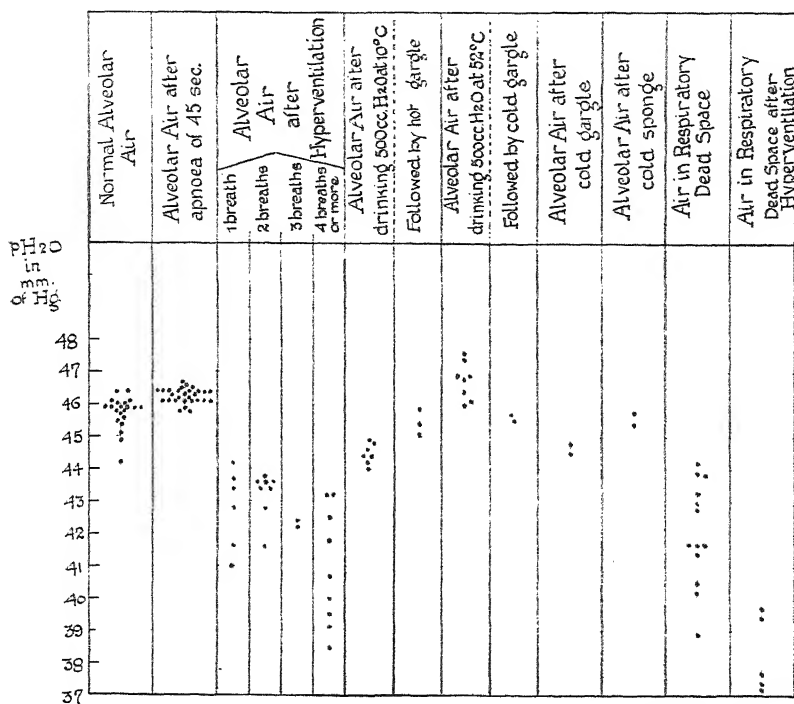 Normal Alveolar
Air
Alveolar Air after
apnoea of 45 sec.
Alveolar
Air
after
Hyperventilation
1 breath
2 breaths
3 breaths
4 breaths
or more
Alveolar Air after
drinking 500cc. H2O at 10°C
Followed by hot gargle
Alveolar Air after
drinking 500cc. H2O at 52°C
Followed by cold gargle
Alveolar Air after
cold gargle
Alveolar Air after
cold sponge
Air in Respiratory
Dead Space
Air in Respiratory
Dead Space after
Hyperventilation
pH2O
in
mm.
of Hg.
48
47
46
45
44
43
42
41
40
39
38
37